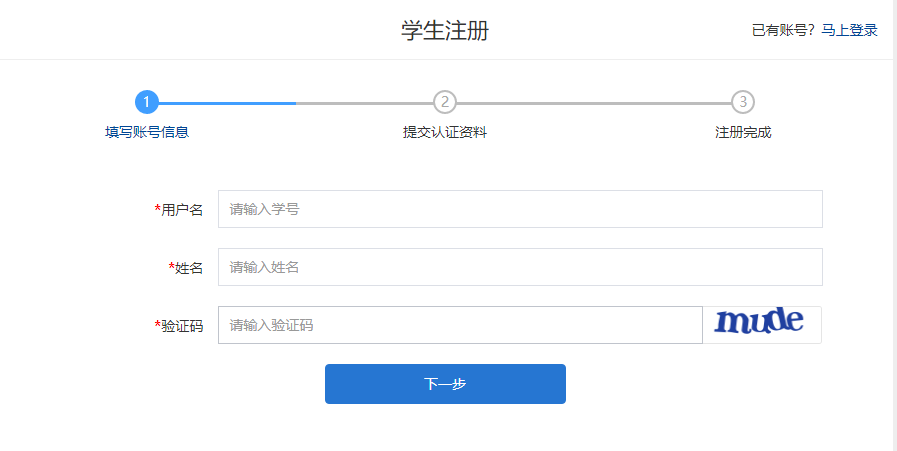 学生注册
已有账号？马上登录
1
2
3
填写账号信息
提交认证资料
注册完成
*用户名
请输入学号
*姓名
请输入姓名
*验证码
请输入验证码
mude
下一步